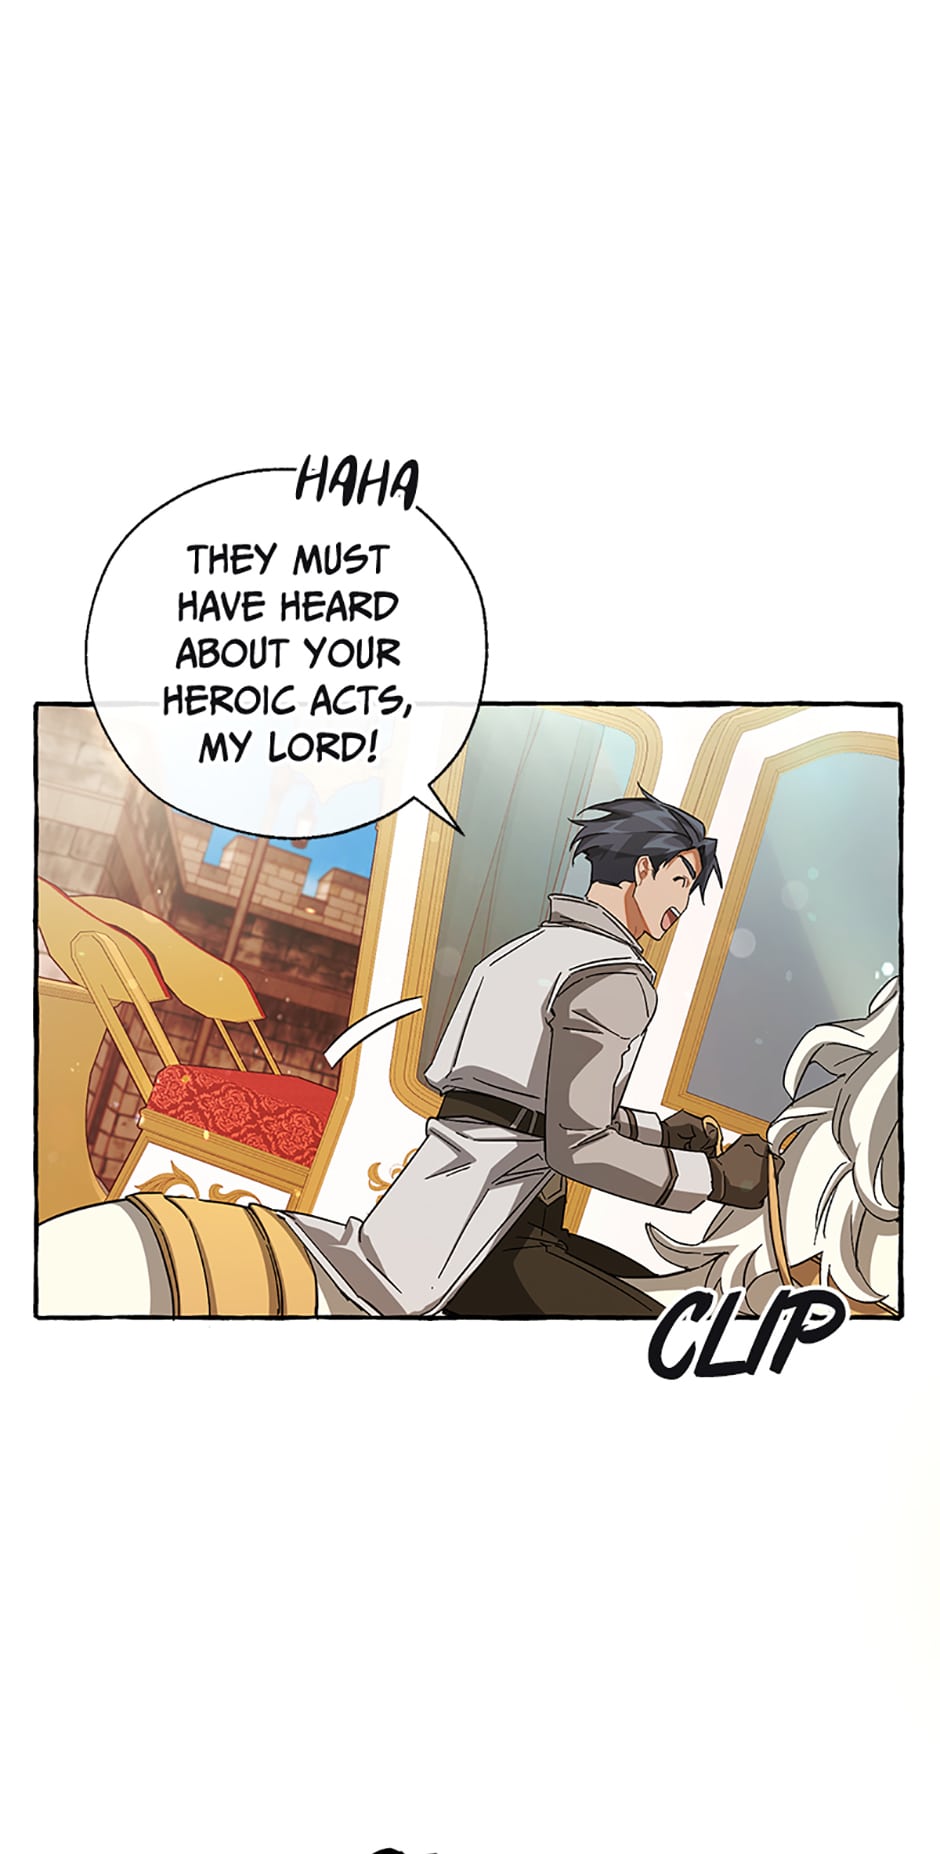 HAHA
THEY MUST
HAVE HEARD
ABOUT YOUR
HEROIC ACTS,
MY LORD!
CLIP